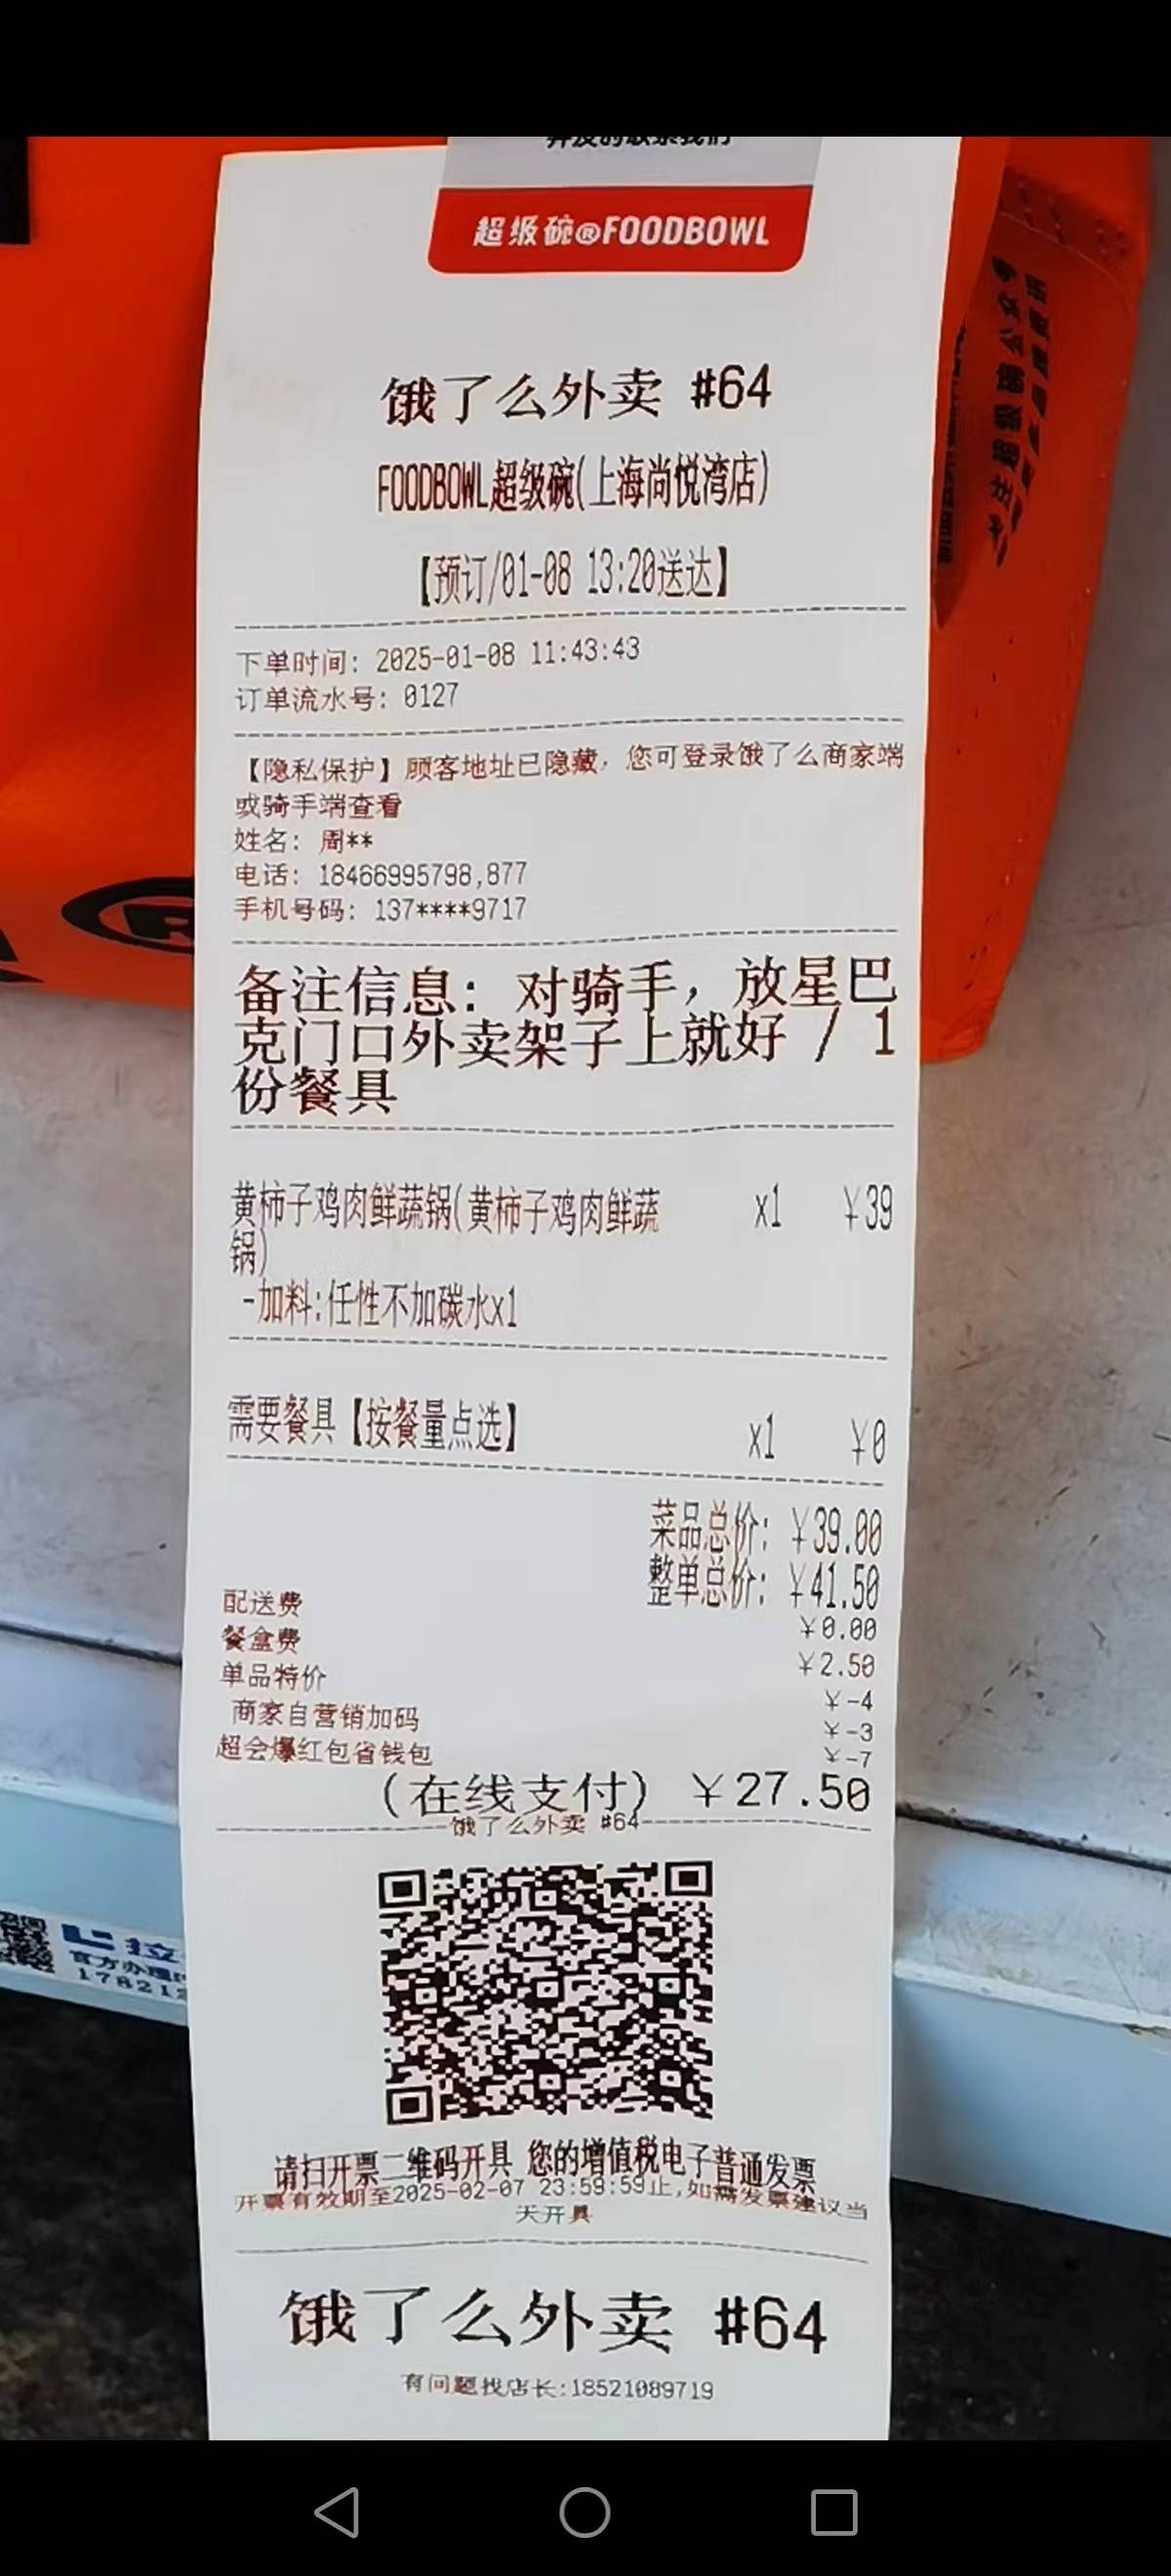 超级碗®FOODBOWL
饿了么外卖 #64
FOODBOWL超级碗(上海尚悦湾店)
【预订/01-08 13:20送达】
下单时间: 2025-01-08 11:43:43
订单流水号: 0127
【隐私保护】顾客地址已隐藏, 您可登录饿了么商家端
或骑手端查看
姓名: 周**
电话: 18466995798,877
手机号码: 137****9717
备注信息: 对骑手, 放星巴
克门口外卖架子上就好 / 1
份餐具
黄柿子鸡肉鲜蔬锅(黄柿子鸡肉鲜蔬 x1 ¥39
锅)
-加料:任性不加碳水x1
需要餐具【按餐量点选】 x1 ¥0
菜品总价: ¥39.00
整单总价: ¥41.50
配送费 ¥0.00
餐盒费 ¥2.50
单品特价 ¥-4
商家自营销加码 ¥-3
超会爆红包省钱包 ¥-7
(在线支付) ¥27.50
饿了么外卖 #64
请扫开票二维码开具 您的增值税电子普通发票
开票有效期至2025-02-07 23:59:59止,如需发票建议当
天开具
饿了么外卖 #64
有问题找店长:18521089719
官方办理
17821